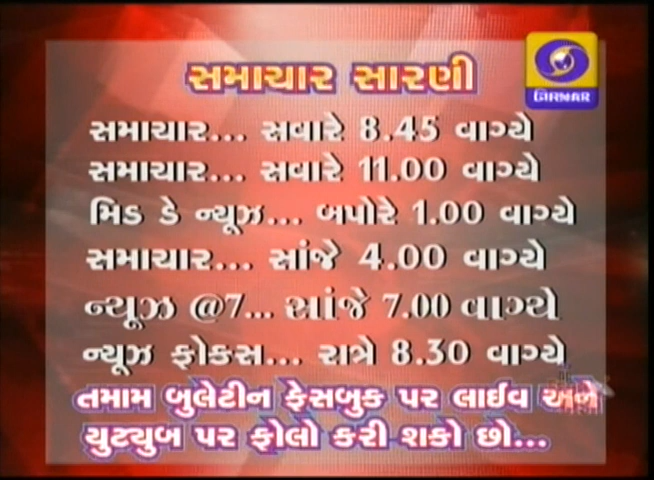 સમાચાર સારણી
ગિરનાર
સમાચાર... સવારે 8.45 વાગ્યે
સમાચાર... સવારે 11.00 વાગ્યે
મિડ ડે ન્યૂઝ... બપોરે 1.00 વાગ્યે
સમાચાર... સાંજે 4.00 વાગ્યે
ન્યૂઝ @7... સાંજે 7.00 વાગ્યે
ન્યૂઝ ફોકસ... રાત્રે 8.30 વાગ્યે
તમામ બુલેટીન ફેસબુક પર લાઈવ અને
યુટ્યુબ પર ફોલો કરી શકો છો...